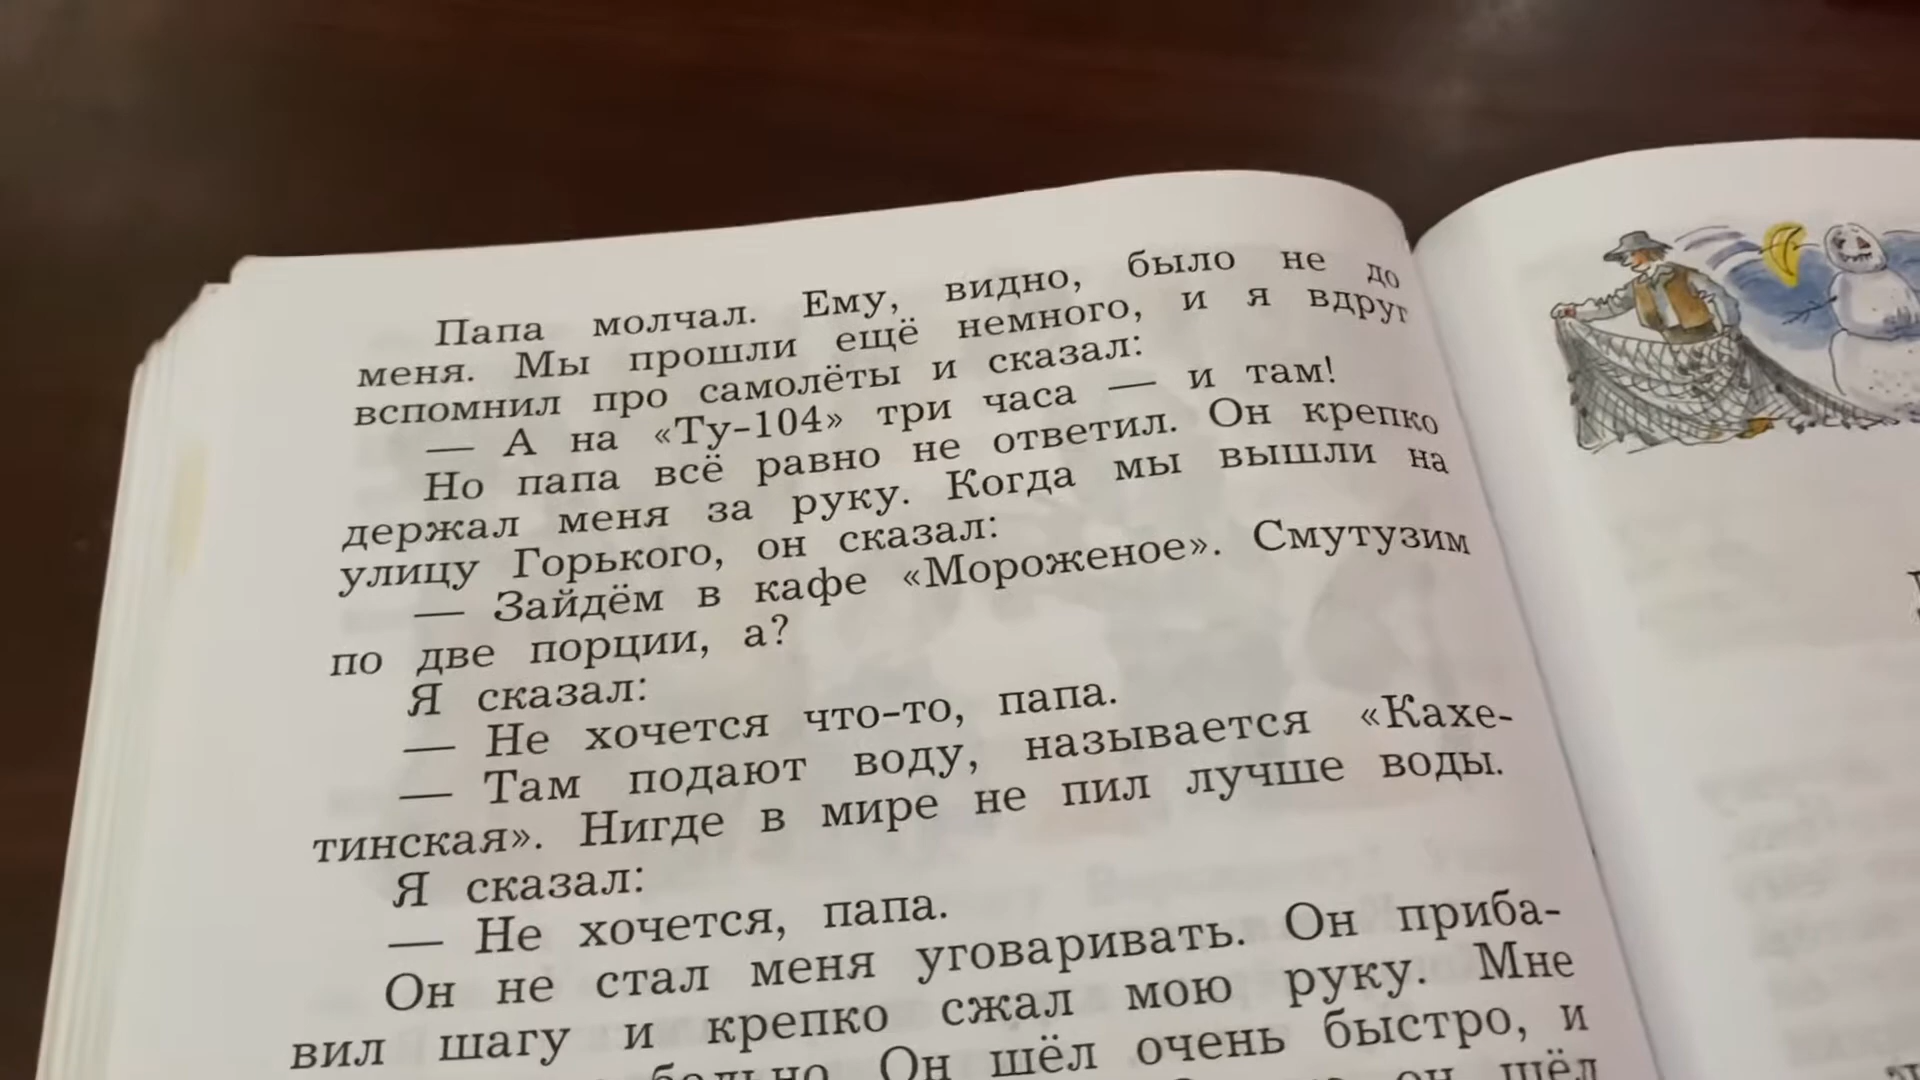 Папа молчал. Ему, видно, было не до
меня. Мы прошли ещё немного, и я вдруг
вспомнил про самолёты и сказал:
— А на «Ту-104» три часа — и там!
Но папа всё равно не ответил. Он крепко
держал меня за руку. Когда мы вышли на
улицу Горького, он сказал:
— Зайдём в кафе «Мороженое». Смутузим
по две порции, а?
Я сказал:
— Не хочется что-то, папа.
— Там подают воду, называется «Кахе-
тинская». Нигде в мире не пил лучше воды.
Я сказал:
— Не хочется, папа.
Он не стал меня уговаривать. Он приба-
вил шагу и крепко сжал мою руку. Мне
больно. Он шёл очень быстро, и
он шёл